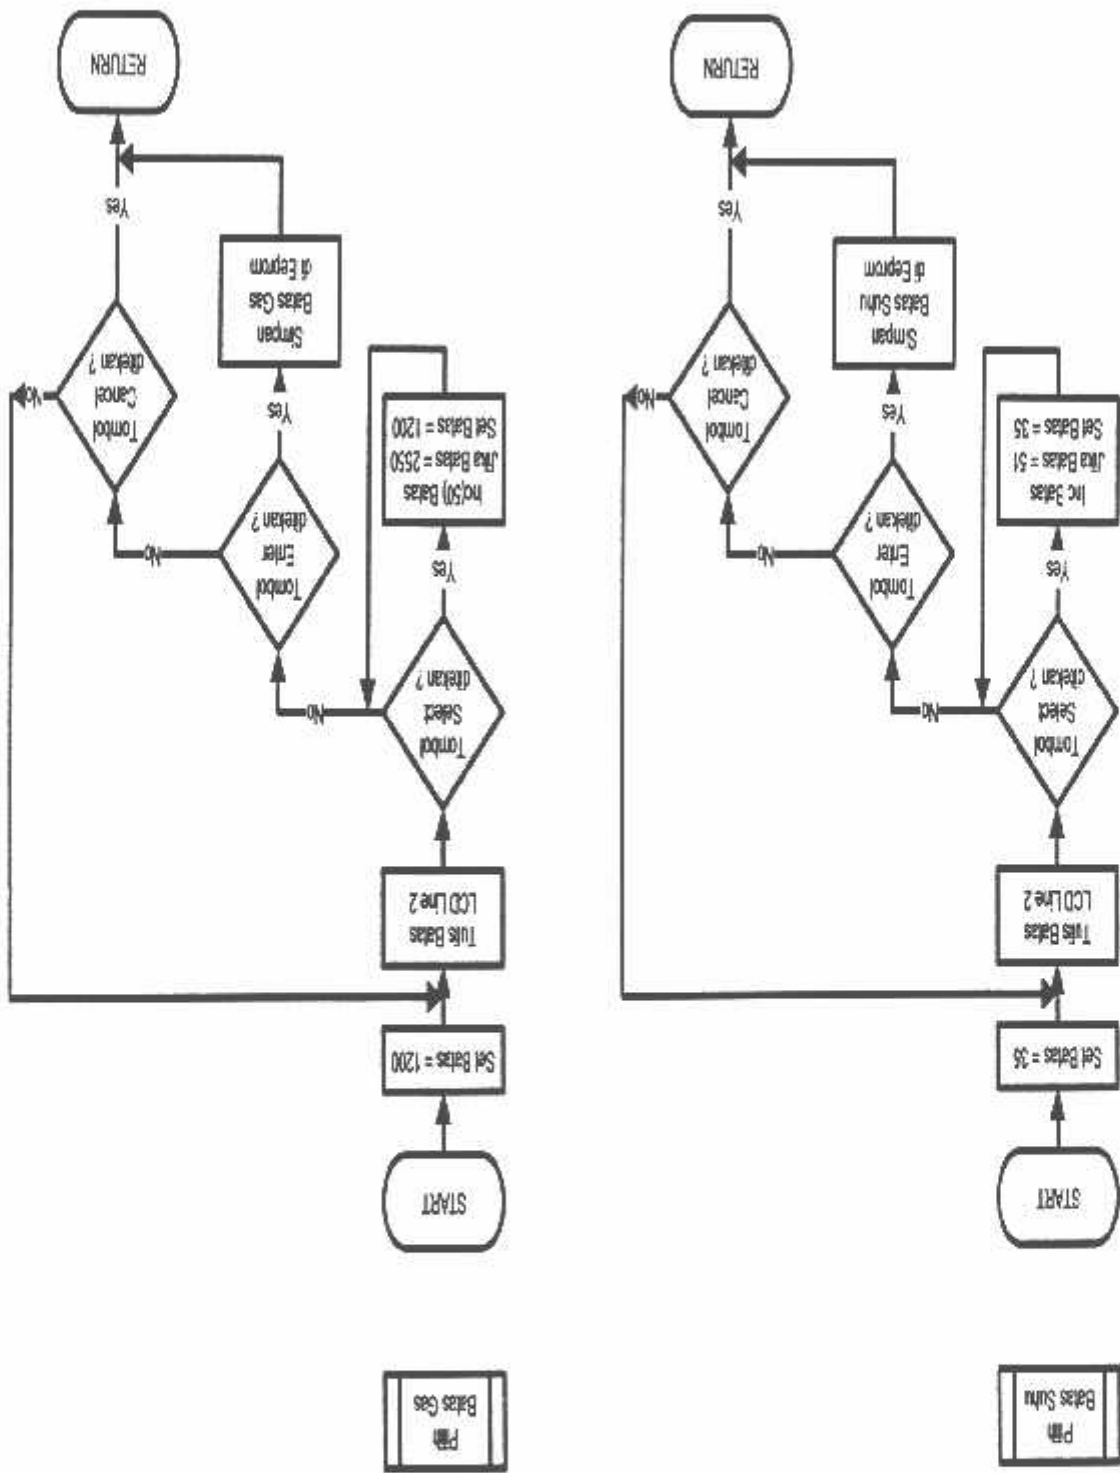 Pilih
Batas Suhu
START
Set Batas = 35
Tulis Batas
LCD Line 2
Tombol
Select
ditekan ?
No
Yes
Inc Batas
Jika Batas = 51
Set Batas = 35
Tombol
Enter
ditekan ?
No
Yes
Simpan
Batas Suhu
di Eeprom
Tombol
Cancel
ditekan ?
No
Yes
RETURN
Pilih
Batas Gas
START
Set Batas = 1200
Tulis Batas
LCD Line 2
Tombol
Select
ditekan ?
No
Yes
Inc(50) Batas
Jika Batas = 2550
Set Batas = 1200
Tombol
Enter
ditekan ?
No
Yes
Simpan
Batas Gas
di Eeprom
Tombol
Cancel
ditekan ?
No
Yes
RETURN